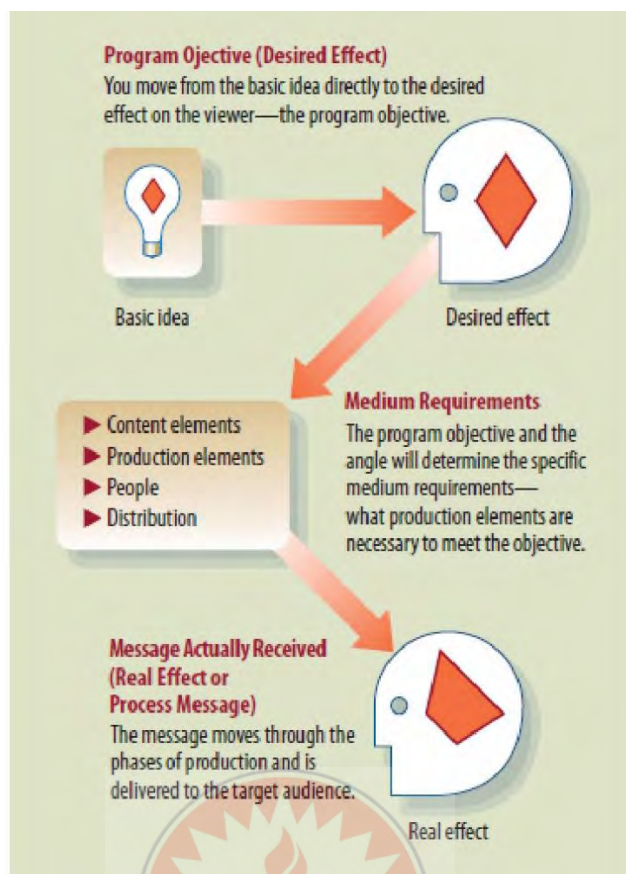 Program Ojective (Desired Effect)
You move from the basic idea directly to the desired
effect on the viewer—the program objective.
Basic idea
Desired effect
▶ Content elements
▶ Production elements
▶ People
▶ Distribution
Medium Requirements
The program objective and the
angle will determine the specific
medium requirements—
what production elements are
necessary to meet the objective.
Message Actually Received
(Real Effect or
Process Message)
The message moves through the
phases of production and is
delivered to the target audience.
Real effect